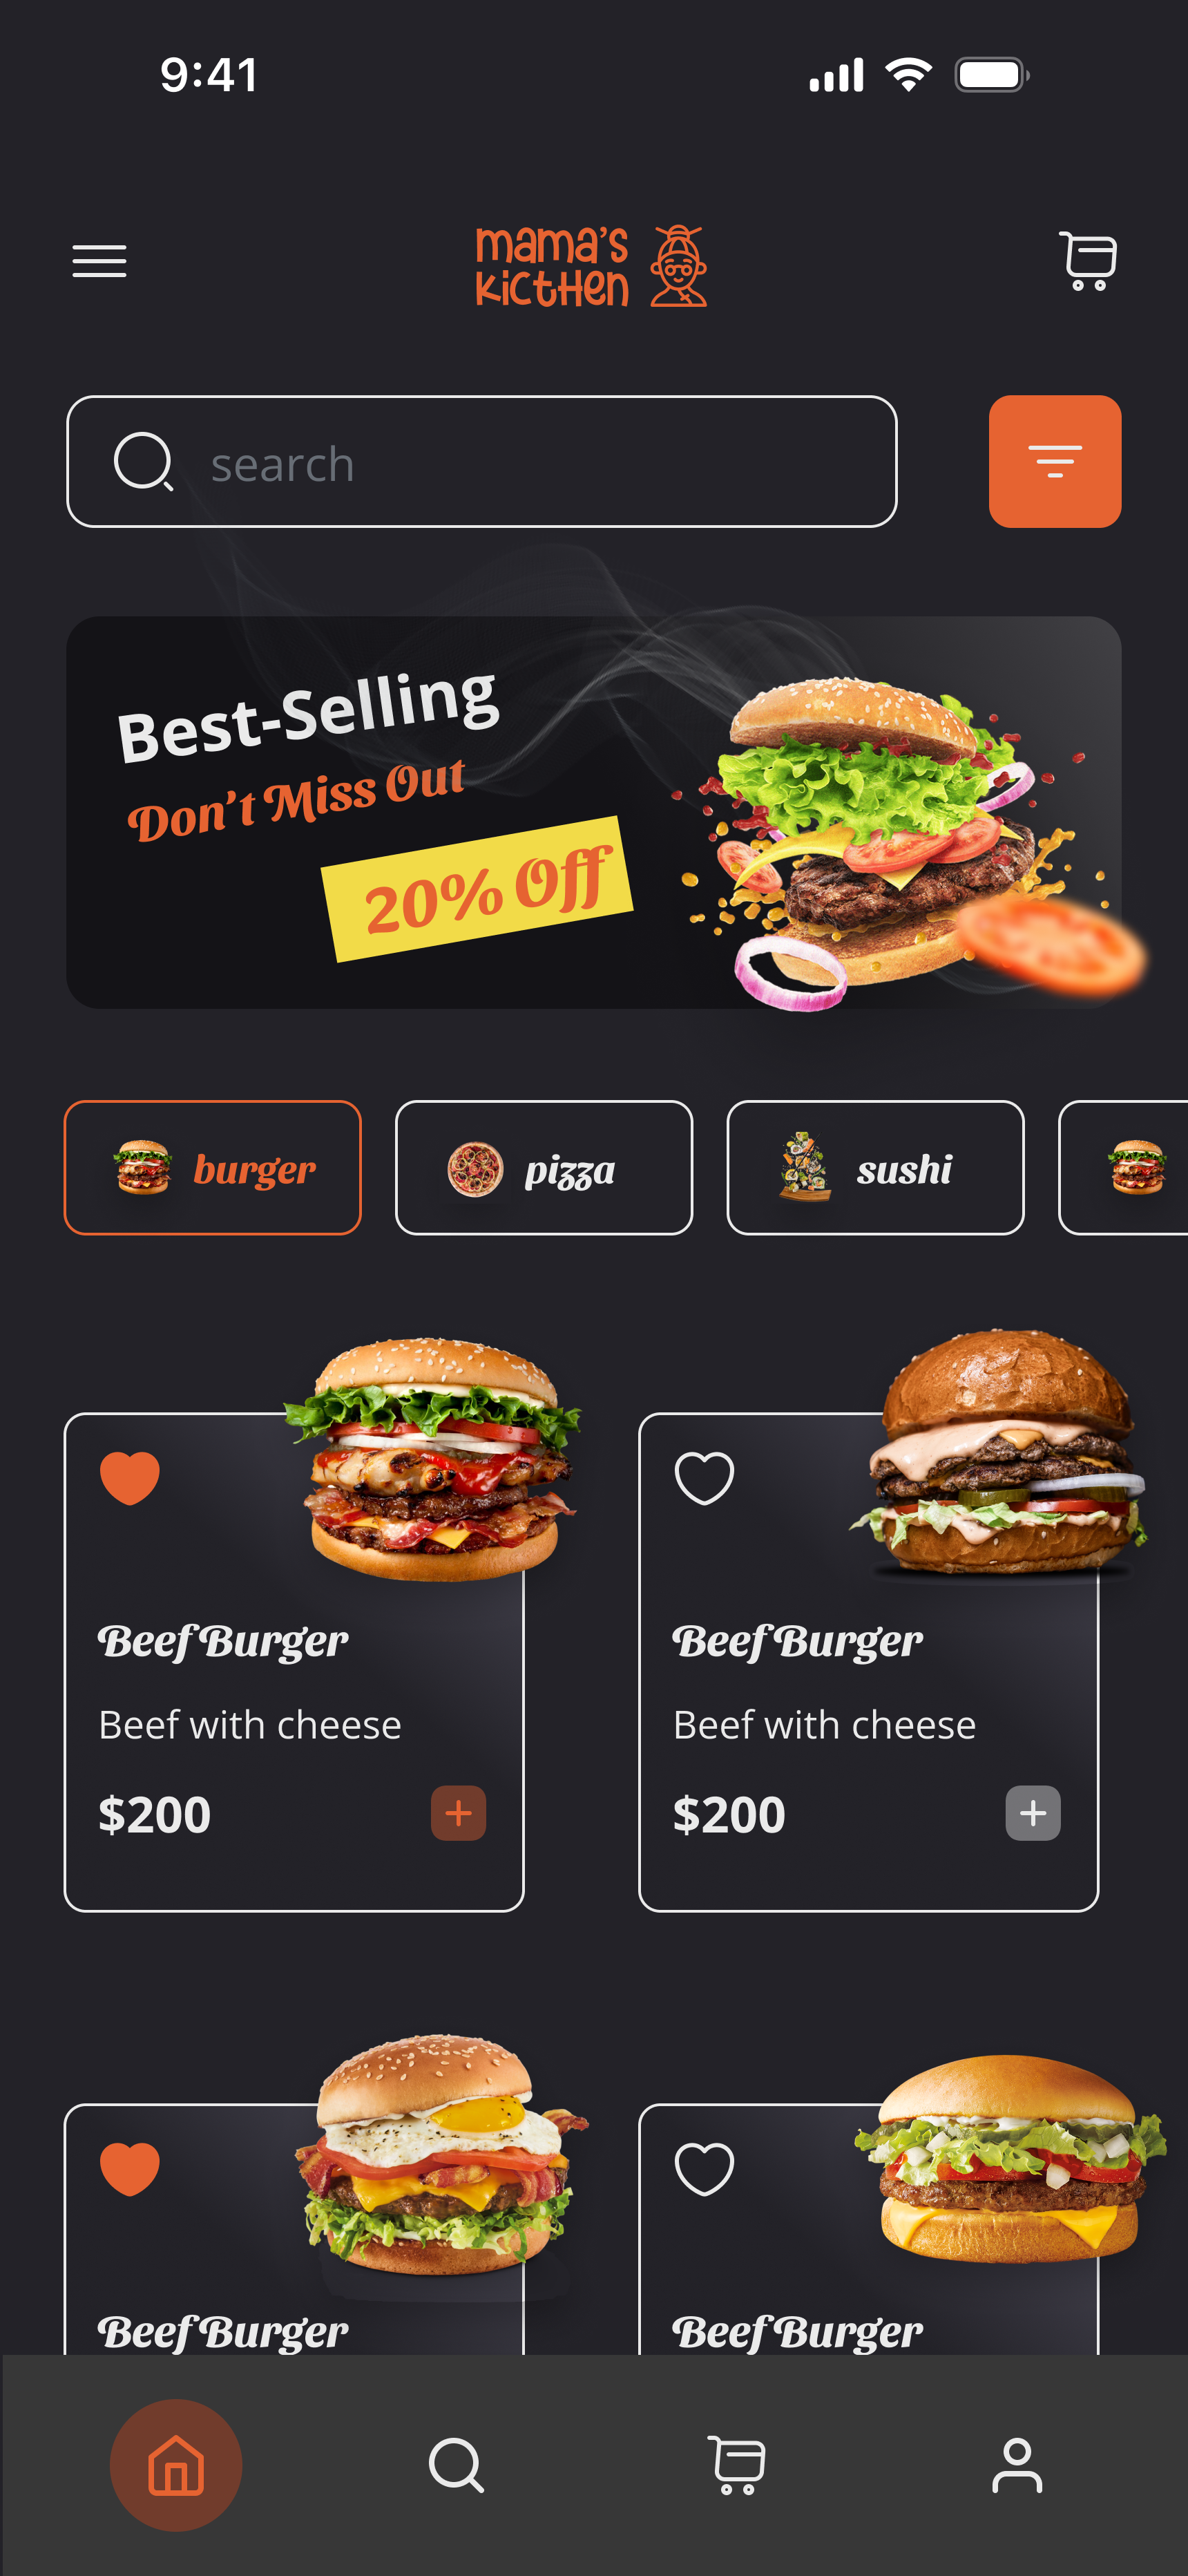 9:41
mama's
kictHen
search
Best-Selling
Don't Miss Out
20% Off
burger
pizza
sushi
Beef Burger
Beef with cheese
$200
Beef Burger
Beef with cheese
$200
Beef Burger
Beef Burger